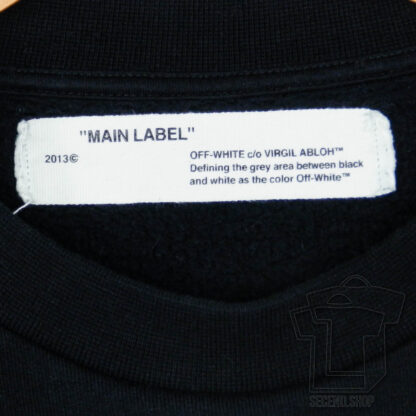 "MAIN LABEL"
2013©
OFF-WHITE c/o VIRGIL ABLOH™
Defining the grey area between black
and white as the color Off-White™
SECENDLSHOP